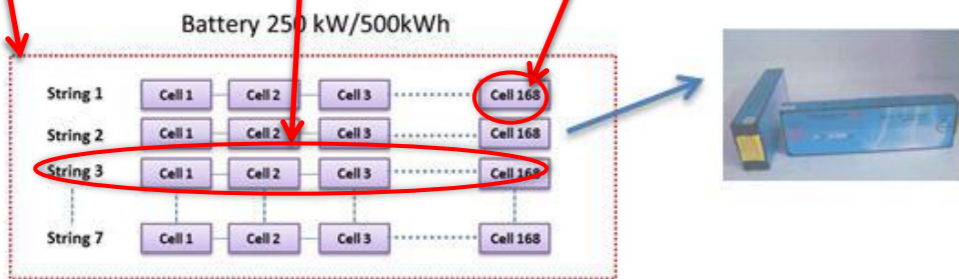 Battery 250 kW/500kWh
String 1 Cell 1 Cell 2 Cell 3 Cell 168
String 2 Cell 1 Cell 2 Cell 3 Cell 168
String 3 Cell 1 Cell 2 Cell 3 Cell 168
String 7 Cell 1 Cell 2 Cell 3 Cell 168